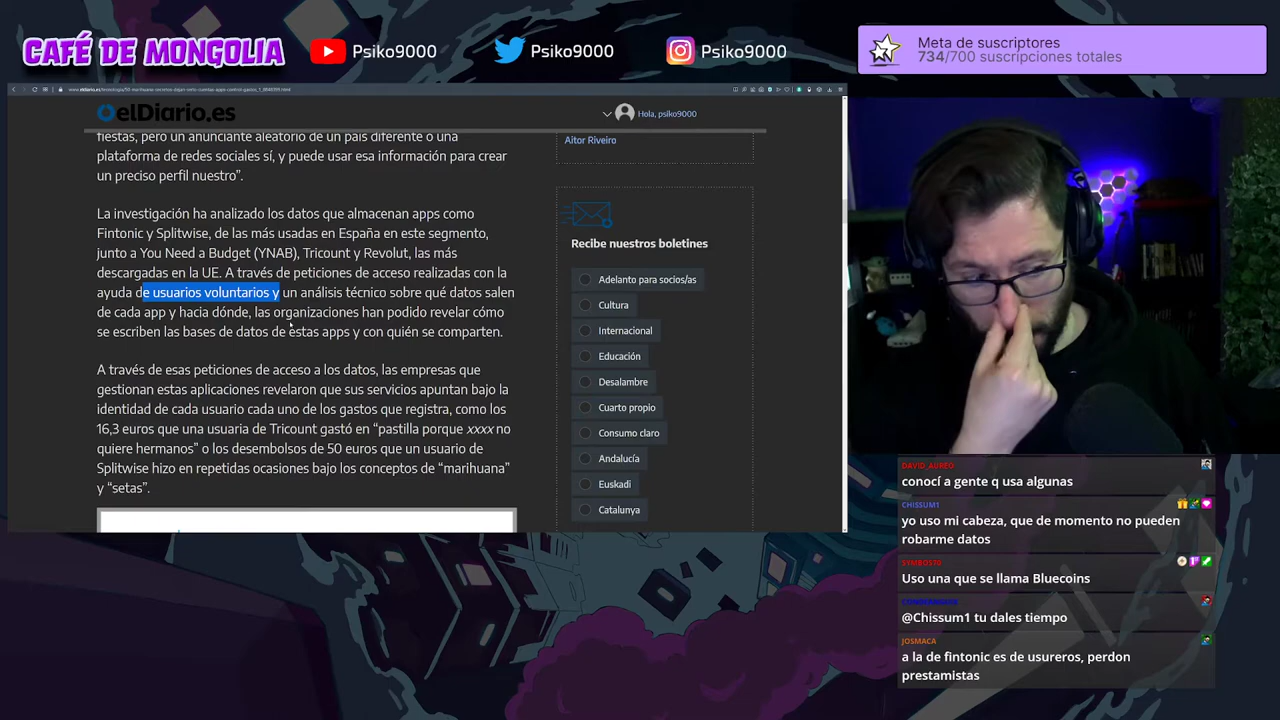 CAFÉ DE MONGOLIA
Psiko9000
Psiko9000
Psiko9000
Meta de suscriptores
734/700 suscripciones totales
elDiario.es
Hola, psiko9000
fiestas, pero un anunciante aleatorio de un país diferente o una
plataforma de redes sociales sí, y puede usar esa información para crear
un preciso perfil nuestro”.
La investigación ha analizado los datos que almacenan apps como
Fintonic y Splitwise, de las más usadas en España en este segmento,
junto a You Need a Budget (YNAB), Tricount y Revolut, las más
descargadas en la UE. A través de peticiones de acceso realizadas con la
ayuda de usuarios voluntarios y un análisis técnico sobre qué datos salen
de cada app y hacia dónde, las organizaciones han podido revelar cómo
se escriben las bases de datos de estas apps y con quién se comparten.
A través de esas peticiones de acceso a los datos, las empresas que
gestionan estas aplicaciones revelaron que sus servicios apuntan bajo la
identidad de cada usuario cada uno de los gastos que registra, como los
16,3 euros que una usuaria de Tricount gastó en “pastilla porque xxxx no
quiere hermanos” o los desembolsos de 50 euros que un usuario de
Splitwise hizo en repetidas ocasiones bajo los conceptos de “marihuana”
y “setas”.
Aitor Riveiro
Recibe nuestros boletines
Adelanto para socios/as
Cultura
Internacional
Educación
Desalambre
Cuarto propio
Consumo claro
Andalucía
Euskadi
Catalunya
DAVID_AUREO
conocí a gente q usa algunas
CHISSUM1
yo uso mi cabeza, que de momento no pueden
robarme datos
Uso una que se llama Bluecoins
@Chissum1 tu dales tiempo
JOSMACA
a la de fintonic es de usureros, perdon
prestamistas